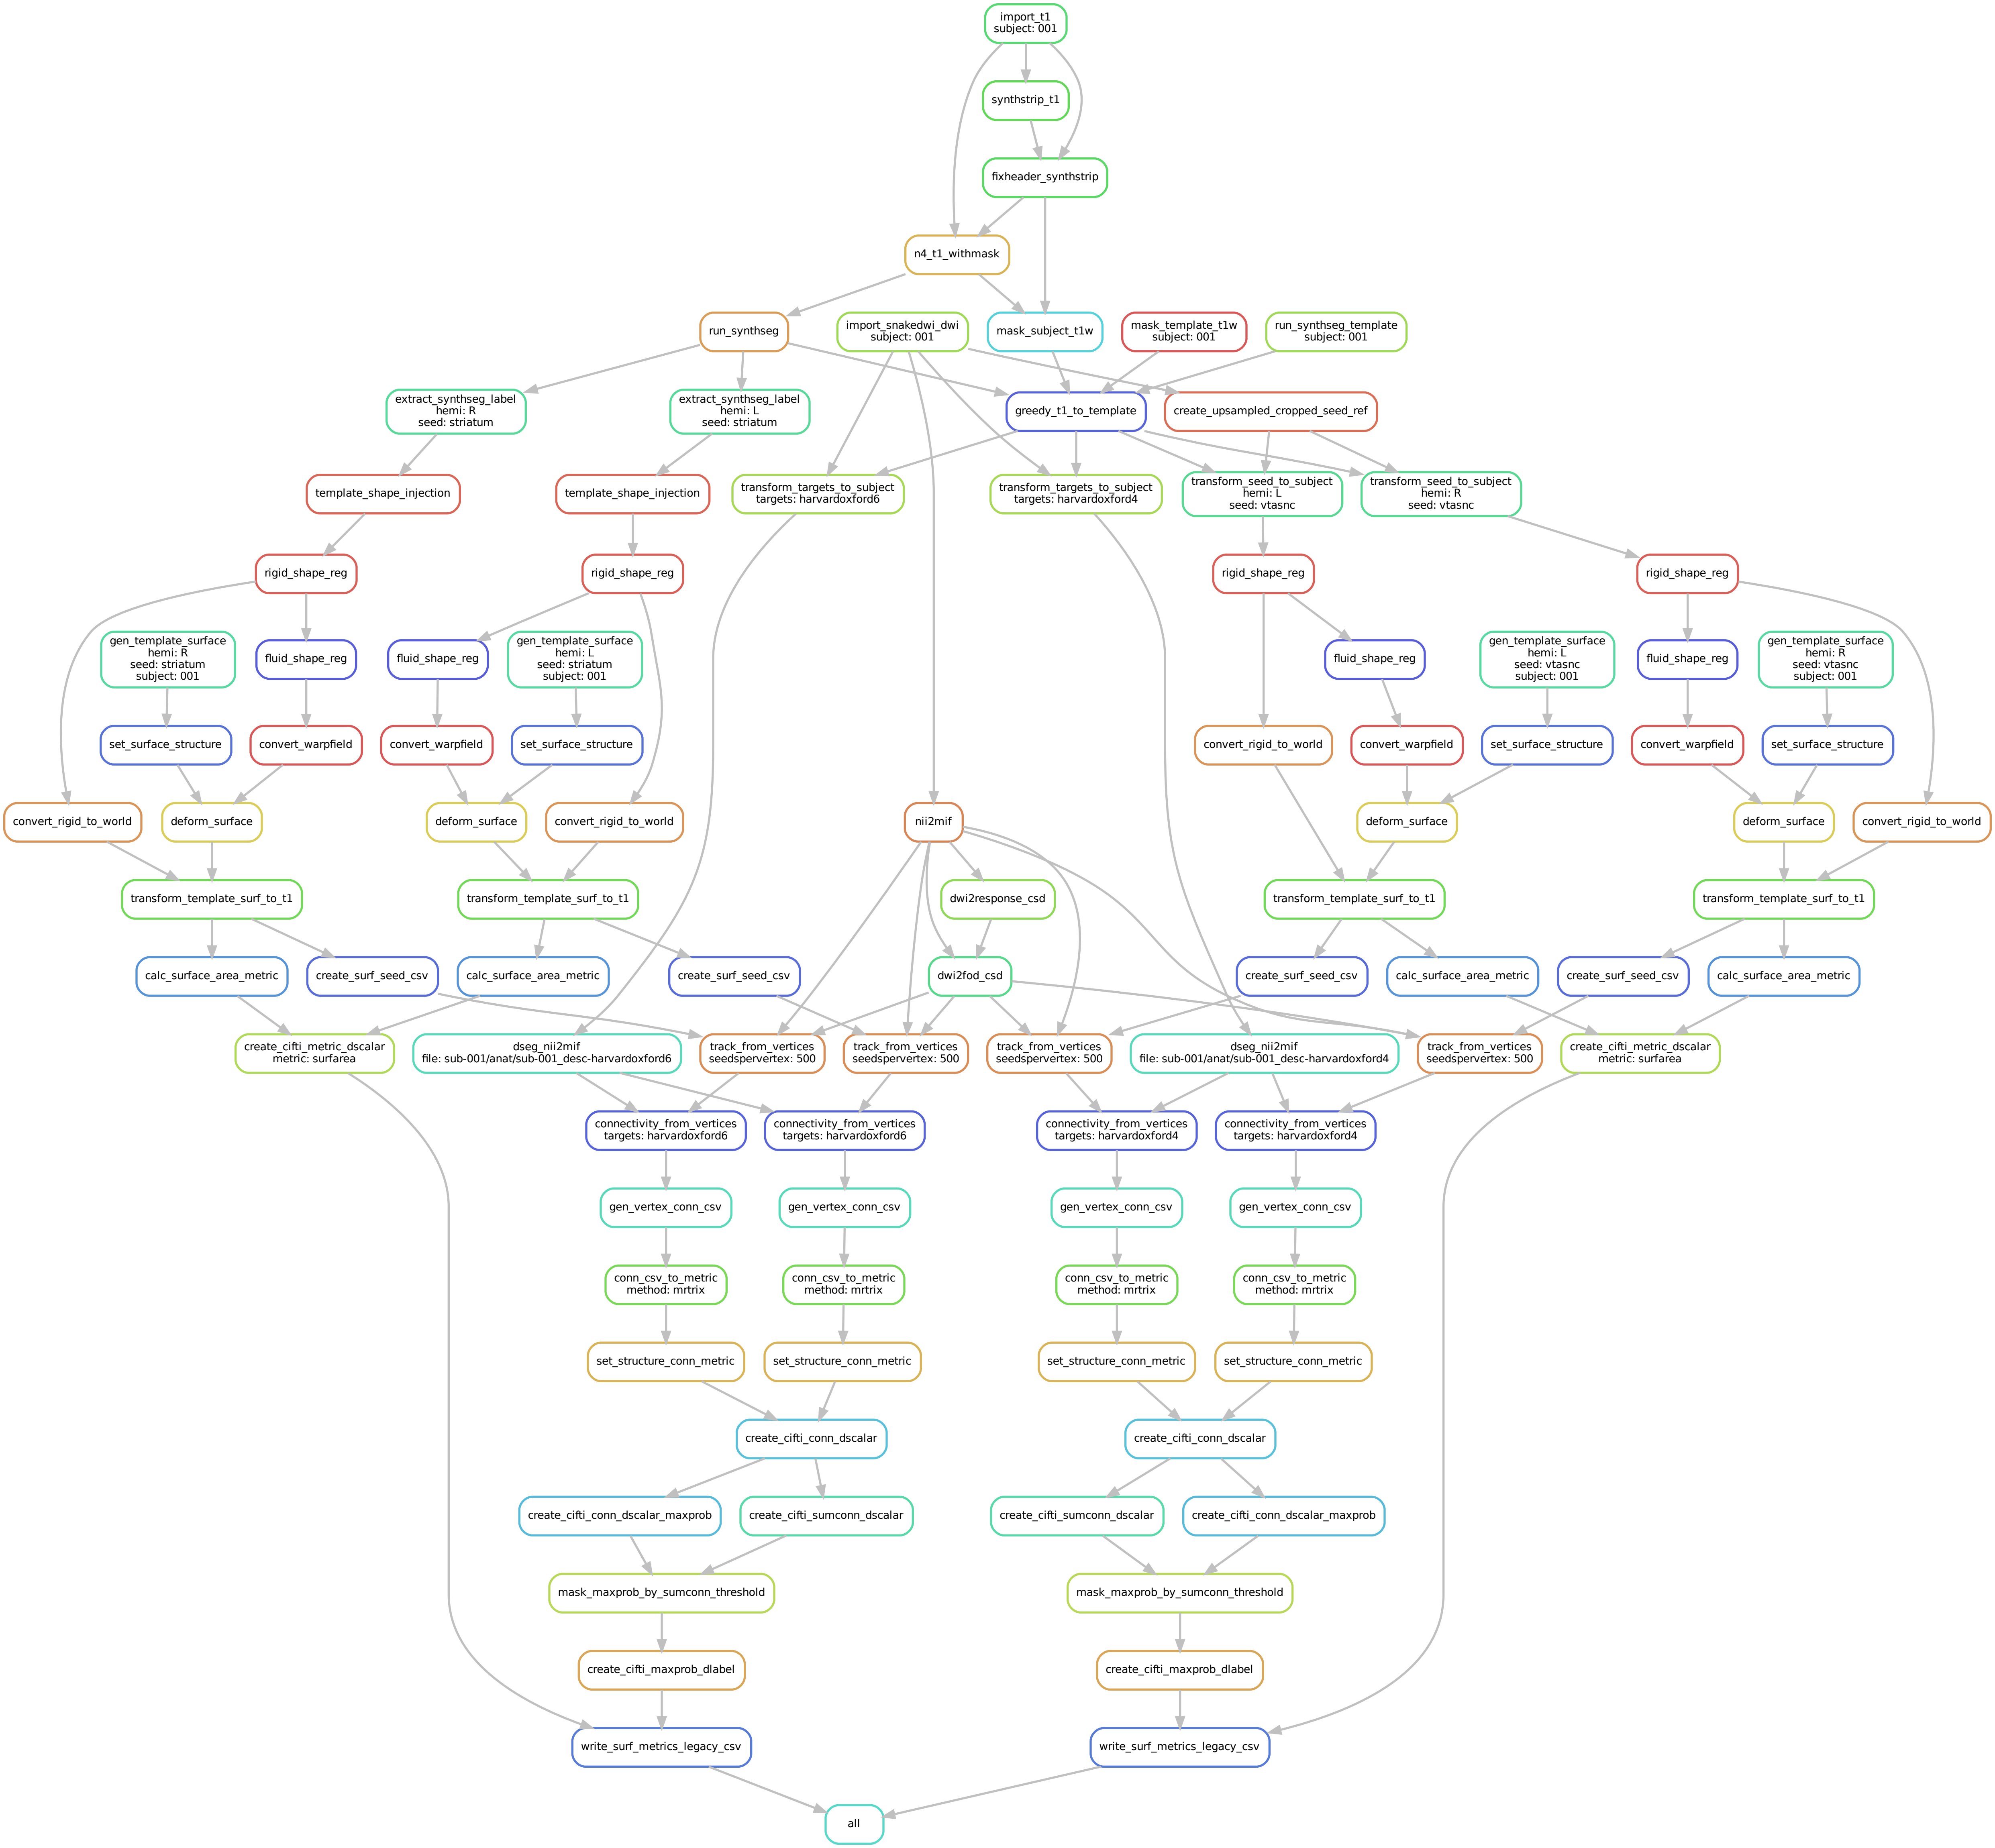 import_t1
subject: 001
synthstrip_t1
fixheader_synthstrip
n4_t1_withmask
run_synthseg
import_snakedwi_dwi
subject: 001
mask_subject_t1w
mask_template_t1w
subject: 001
run_synthseg_template
subject: 001
extract_synthseg_label
hemi: R
seed: striatum
extract_synthseg_label
hemi: L
seed: striatum
greedy_t1_to_template
create_upsampled_cropped_seed_ref
template_shape_injection
template_shape_injection
transform_targets_to_subject
targets: harvardoxford6
transform_targets_to_subject
targets: harvardoxford4
transform_seed_to_subject
hemi: L
seed: vtasnc
transform_seed_to_subject
hemi: R
seed: vtasnc
rigid_shape_reg
rigid_shape_reg
rigid_shape_reg
rigid_shape_reg
gen_template_surface
hemi: R
seed: striatum
subject: 001
fluid_shape_reg
fluid_shape_reg
gen_template_surface
hemi: L
seed: striatum
subject: 001
fluid_shape_reg
gen_template_surface
hemi: L
seed: vtasnc
subject: 001
fluid_shape_reg
gen_template_surface
hemi: R
seed: vtasnc
subject: 001
set_surface_structure
convert_warpfield
convert_warpfield
set_surface_structure
convert_rigid_to_world
convert_warpfield
set_surface_structure
convert_warpfield
set_surface_structure
convert_rigid_to_world
deform_surface
deform_surface
convert_rigid_to_world
nii2mif
deform_surface
deform_surface
convert_rigid_to_world
transform_template_surf_to_t1
transform_template_surf_to_t1
dwi2response_csd
transform_template_surf_to_t1
transform_template_surf_to_t1
calc_surface_area_metric
create_surf_seed_csv
calc_surface_area_metric
create_surf_seed_csv
dwi2fod_csd
create_surf_seed_csv
calc_surface_area_metric
create_surf_seed_csv
calc_surface_area_metric
create_cifti_metric_dscalar
metric: surfarea
dseg_nii2mif
file: sub-001/anat/sub-001_desc-harvardoxford6
track_from_vertices
seedspervertex: 500
track_from_vertices
seedspervertex: 500
track_from_vertices
seedspervertex: 500
dseg_nii2mif
file: sub-001/anat/sub-001_desc-harvardoxford4
track_from_vertices
seedspervertex: 500
create_cifti_metric_dscalar
metric: surfarea
connectivity_from_vertices
targets: harvardoxford6
connectivity_from_vertices
targets: harvardoxford6
connectivity_from_vertices
targets: harvardoxford4
connectivity_from_vertices
targets: harvardoxford4
gen_vertex_conn_csv
gen_vertex_conn_csv
gen_vertex_conn_csv
gen_vertex_conn_csv
conn_csv_to_metric
method: mrtrix
conn_csv_to_metric
method: mrtrix
conn_csv_to_metric
method: mrtrix
conn_csv_to_metric
method: mrtrix
set_structure_conn_metric
set_structure_conn_metric
set_structure_conn_metric
set_structure_conn_metric
create_cifti_conn_dscalar
create_cifti_conn_dscalar
create_cifti_conn_dscalar_maxprob
create_cifti_sumconn_dscalar
create_cifti_sumconn_dscalar
create_cifti_conn_dscalar_maxprob
mask_maxprob_by_sumconn_threshold
mask_maxprob_by_sumconn_threshold
create_cifti_maxprob_dlabel
create_cifti_maxprob_dlabel
write_surf_metrics_legacy_csv
write_surf_metrics_legacy_csv
all